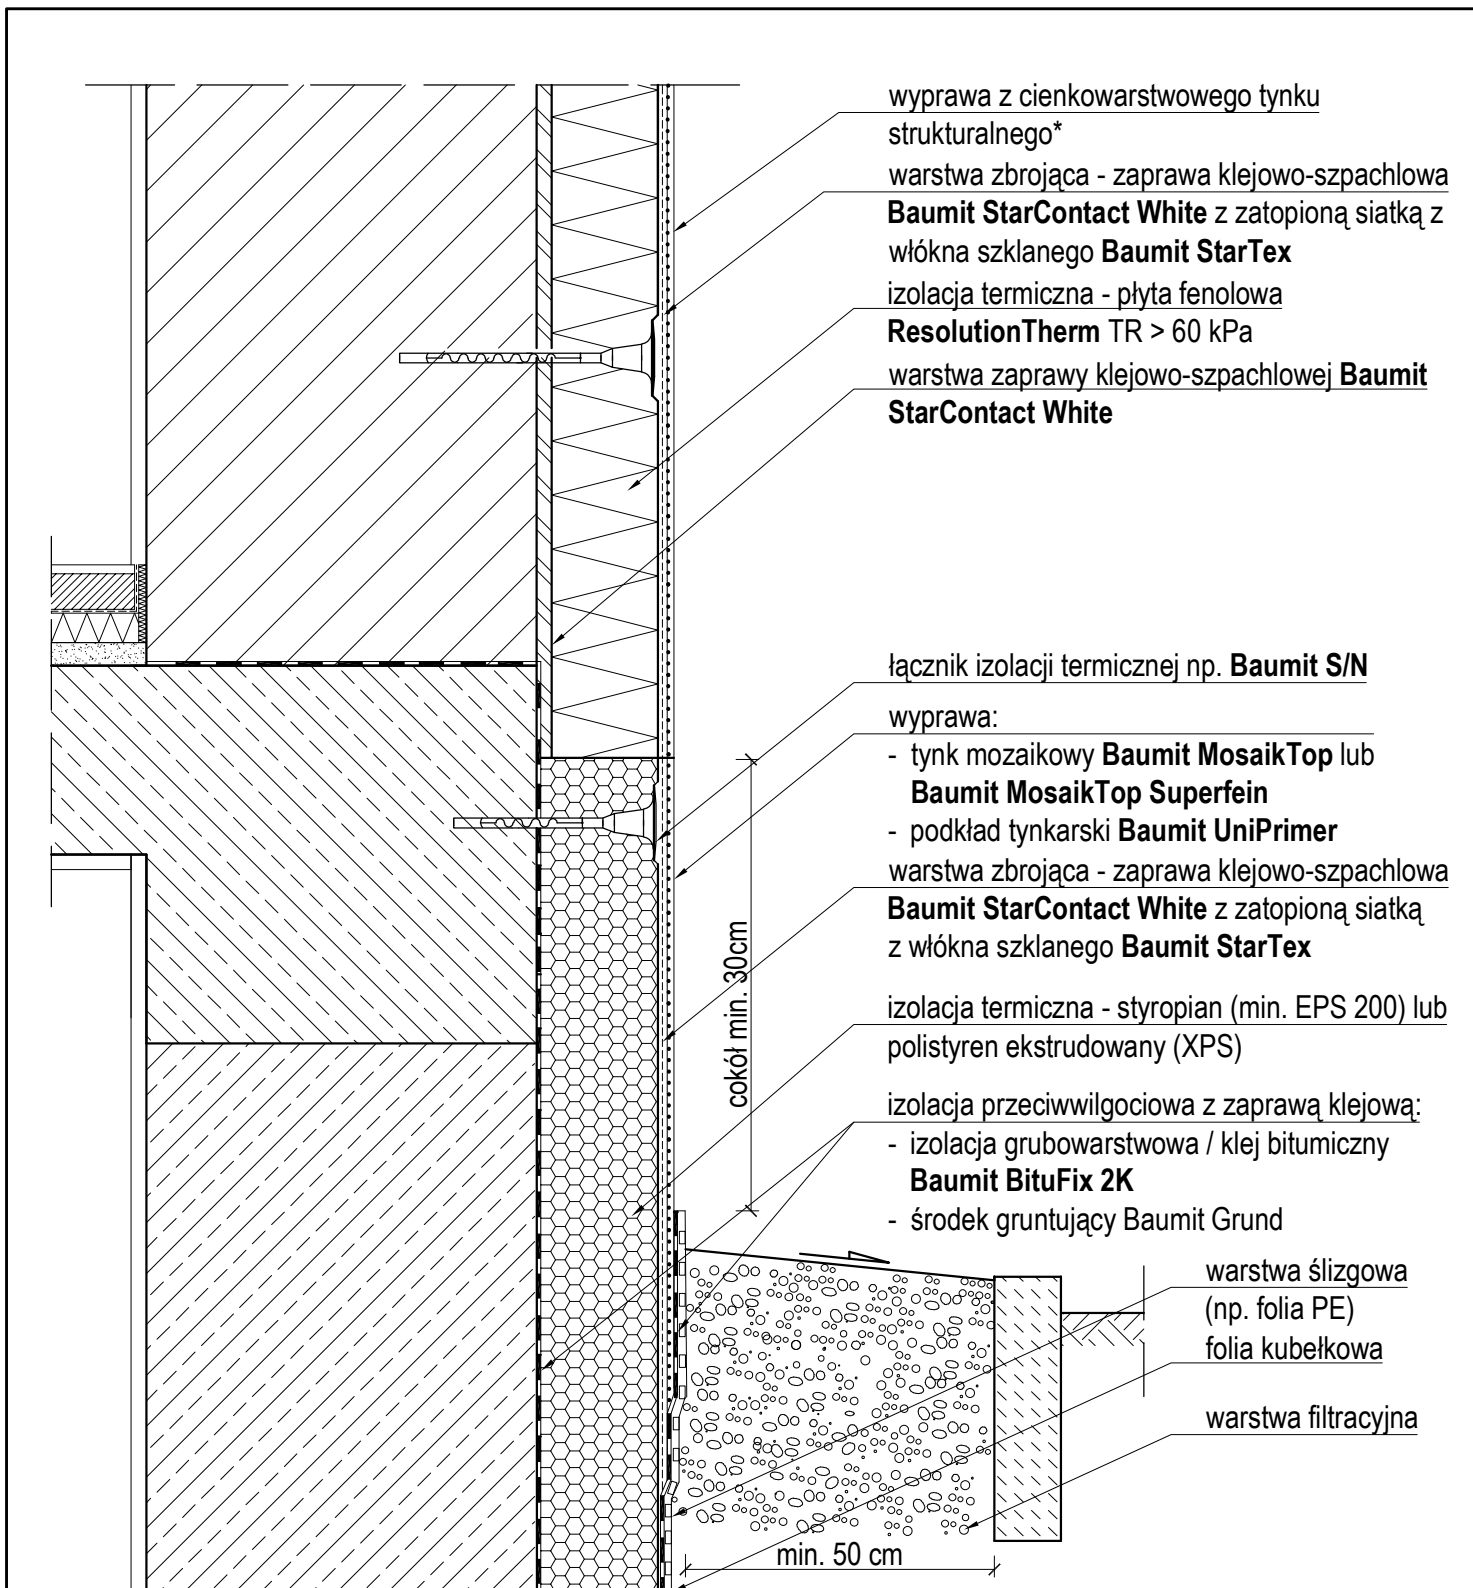 wyprawa z cienkowarstwowego tynku
strukturalnego*
warstwa zbrojąca - zaprawa klejowo-szpachlowa
Baumit StarContact White z zatopioną siatką z
włókna szklanego Baumit StarTex
izolacja termiczna - płyta fenolowa
ResolutionTherm TR > 60 kPa
warstwa zaprawy klejowo-szpachlowej Baumit
StarContact White
łącznik izolacji termicznej np. Baumit S/N
wyprawa:
- tynk mozaikowy Baumit MosaikTop lub
Baumit MosaikTop Superfein
- podkład tynkarski Baumit UniPrimer
warstwa zbrojąca - zaprawa klejowo-szpachlowa
Baumit StarContact White z zatopioną siatką
z włókna szklanego Baumit StarTex
cokół min. 30cm
izolacja termiczna - styropian (min. EPS 200) lub
polistyren ekstrudowany (XPS)
izolacja przeciwwilgociowa z zaprawą klejową:
- izolacja grubowarstwowa / klej bitumiczny
Baumit BituFix 2K
- środek gruntujący Baumit Grund
warstwa ślizgowa
(np. folia PE)
folia kubełkowa
warstwa filtracyjna
min. 50 cm